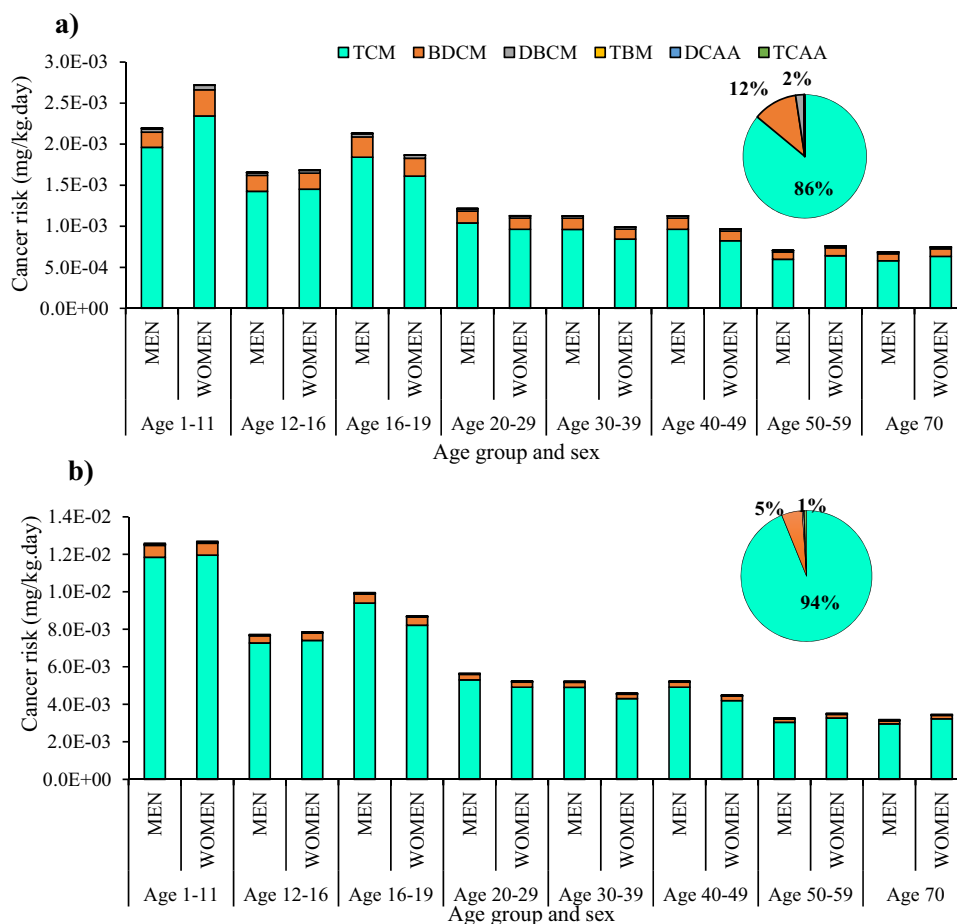 a)
TCM BDCM DBCM TBM DCAA TCAA
Cancer risk (mg/kg.day)
3.0E-03
2.5E-03
2.0E-03
1.5E-03
1.0E-03
5.0E-04
0.0E+00
12%
2%
86%
MEN WOMEN MEN WOMEN MEN WOMEN MEN WOMEN MEN WOMEN MEN WOMEN MEN WOMEN MEN WOMEN
Age 1-11 Age 12-16 Age 16-19 Age 20-29 Age 30-39 Age 40-49 Age 50-59 Age 70
Age group and sex
b)
Cancer risk (mg/kg.day)
1.4E-02
1.2E-02
1.0E-02
8.0E-03
6.0E-03
4.0E-03
2.0E-03
0.0E+00
5%
1%
94%
MEN WOMEN MEN WOMEN MEN WOMEN MEN WOMEN MEN WOMEN MEN WOMEN MEN WOMEN MEN WOMEN
Age 1-11 Age 12-16 Age 16-19 Age 20-29 Age 30-39 Age 40-49 Age 50-59 Age 70
Age group and sex